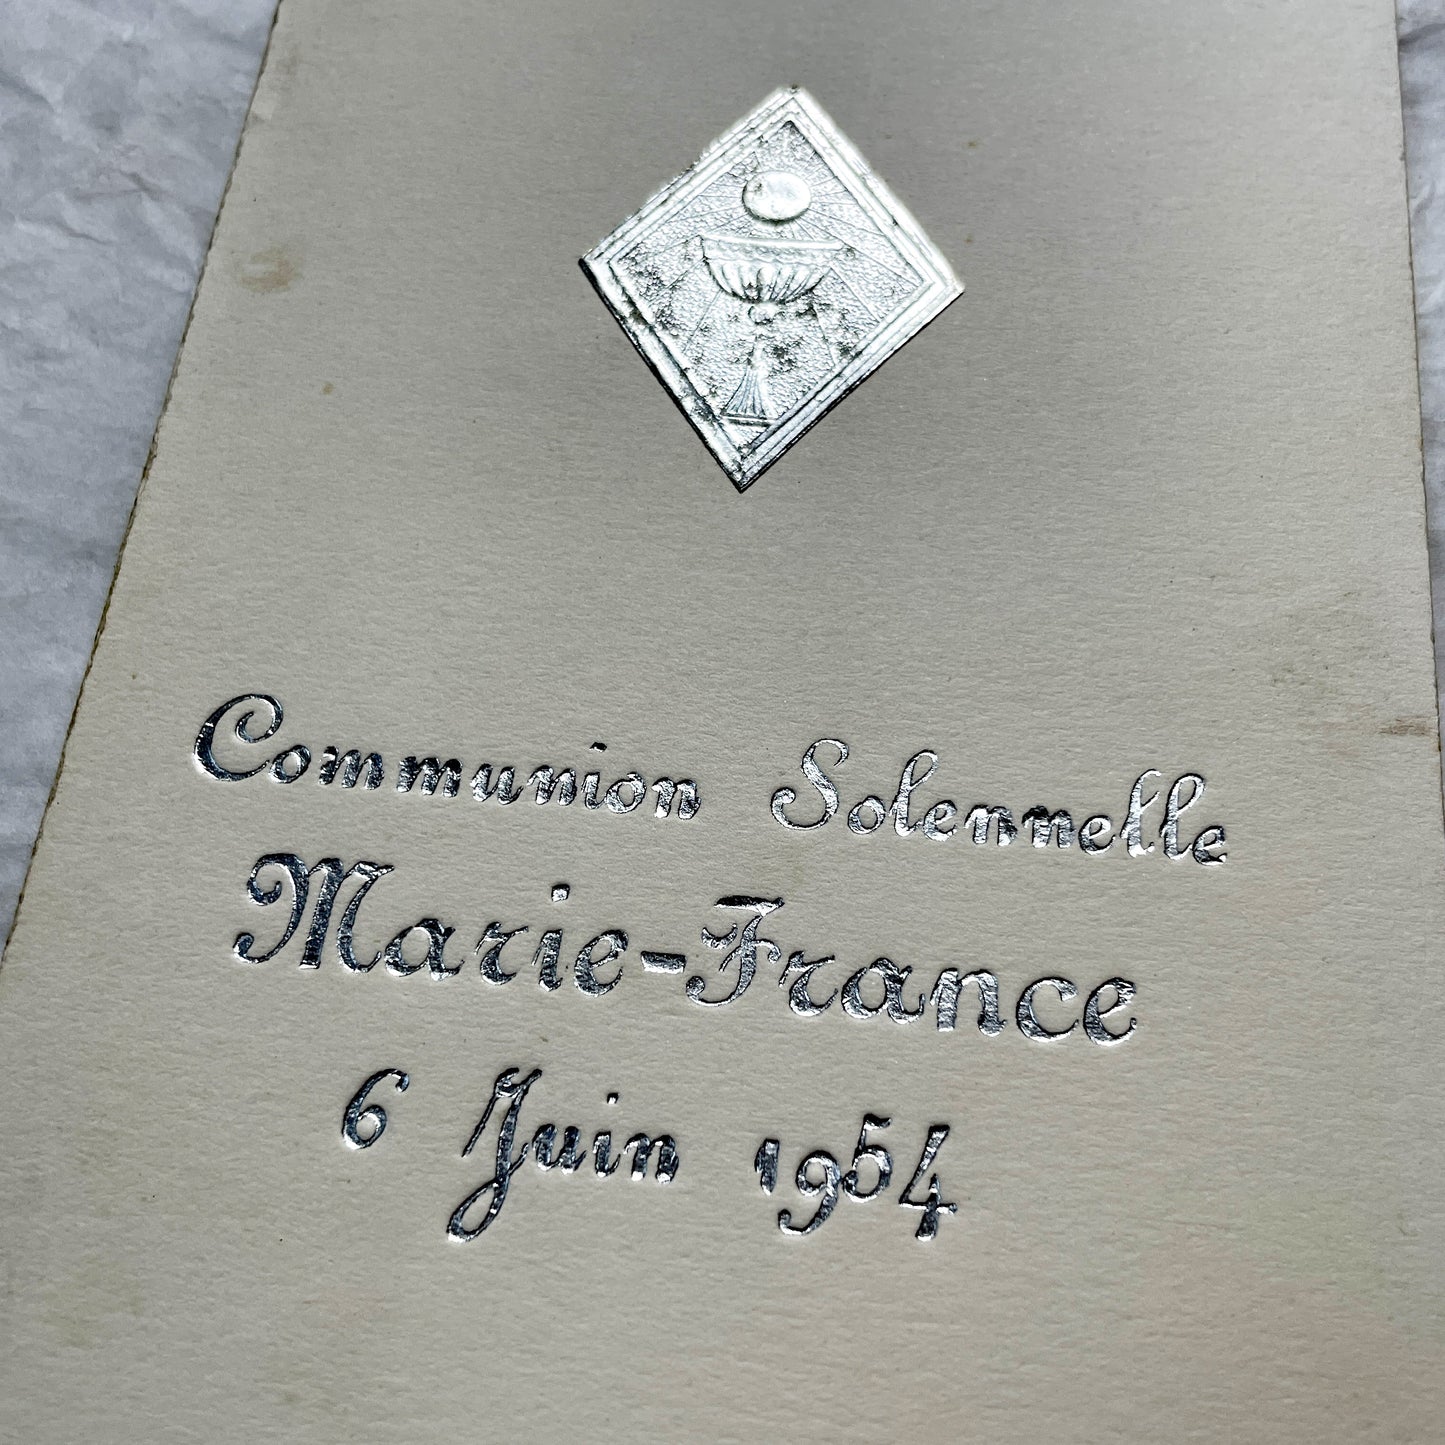 Communion Solennelle
Marie-France
6 Juin 1954